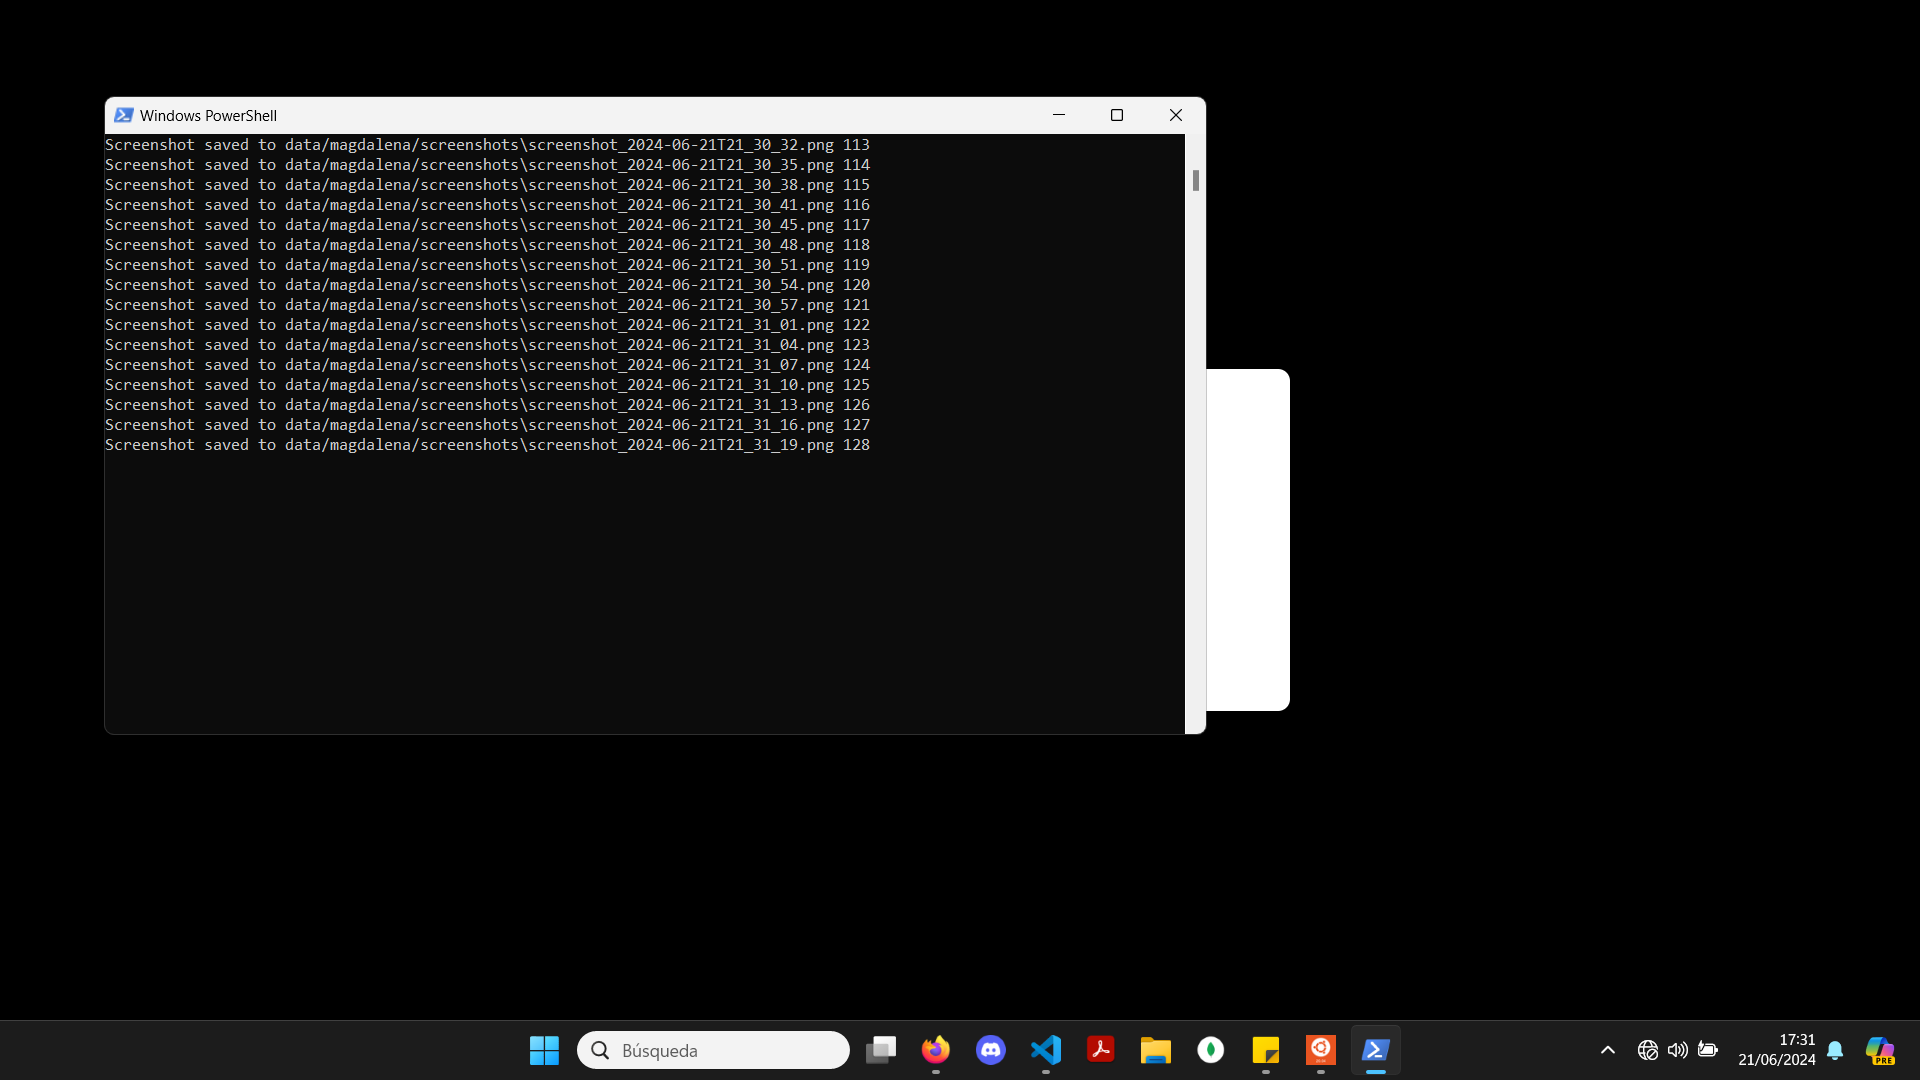 Windows PowerShell
Screenshot saved to data/magdalena/screenshots\screenshot_2024-06-21T21_30_32.png 113
Screenshot saved to data/magdalena/screenshots\screenshot_2024-06-21T21_30_35.png 114
Screenshot saved to data/magdalena/screenshots\screenshot_2024-06-21T21_30_38.png 115
Screenshot saved to data/magdalena/screenshots\screenshot_2024-06-21T21_30_41.png 116
Screenshot saved to data/magdalena/screenshots\screenshot_2024-06-21T21_30_45.png 117
Screenshot saved to data/magdalena/screenshots\screenshot_2024-06-21T21_30_48.png 118
Screenshot saved to data/magdalena/screenshots\screenshot_2024-06-21T21_30_51.png 119
Screenshot saved to data/magdalena/screenshots\screenshot_2024-06-21T21_30_54.png 120
Screenshot saved to data/magdalena/screenshots\screenshot_2024-06-21T21_30_57.png 121
Screenshot saved to data/magdalena/screenshots\screenshot_2024-06-21T21_31_01.png 122
Screenshot saved to data/magdalena/screenshots\screenshot_2024-06-21T21_31_04.png 123
Screenshot saved to data/magdalena/screenshots\screenshot_2024-06-21T21_31_07.png 124
Screenshot saved to data/magdalena/screenshots\screenshot_2024-06-21T21_31_10.png 125
Screenshot saved to data/magdalena/screenshots\screenshot_2024-06-21T21_31_13.png 126
Screenshot saved to data/magdalena/screenshots\screenshot_2024-06-21T21_31_16.png 127
Screenshot saved to data/magdalena/screenshots\screenshot_2024-06-21T21_31_19.png 128
Búsqueda
17:31
21/06/2024
PRE